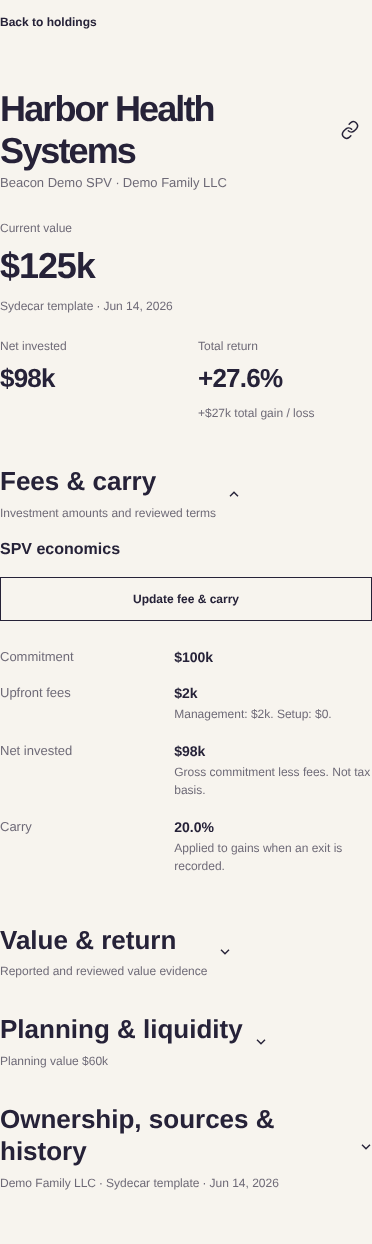 Back to holdings
Harbor Health
Systems
Beacon Demo SPV · Demo Family LLC
Current value
$125k
Sydecar template · Jun 14, 2026
Net invested
$98k
Total return
+27.6%
+$27k total gain / loss
Fees & carry
Investment amounts and reviewed terms
SPV economics
Update fee & carry
Commitment
$100k
Upfront fees
$2k
Management: $2k. Setup: $0.
Net invested
$98k
Gross commitment less fees. Not tax
basis.
Carry
20.0%
Applied to gains when an exit is
recorded.
Value & return
Reported and reviewed value evidence
Planning & liquidity
Planning value $60k
Ownership, sources &
history
Demo Family LLC · Sydecar template · Jun 14, 2026